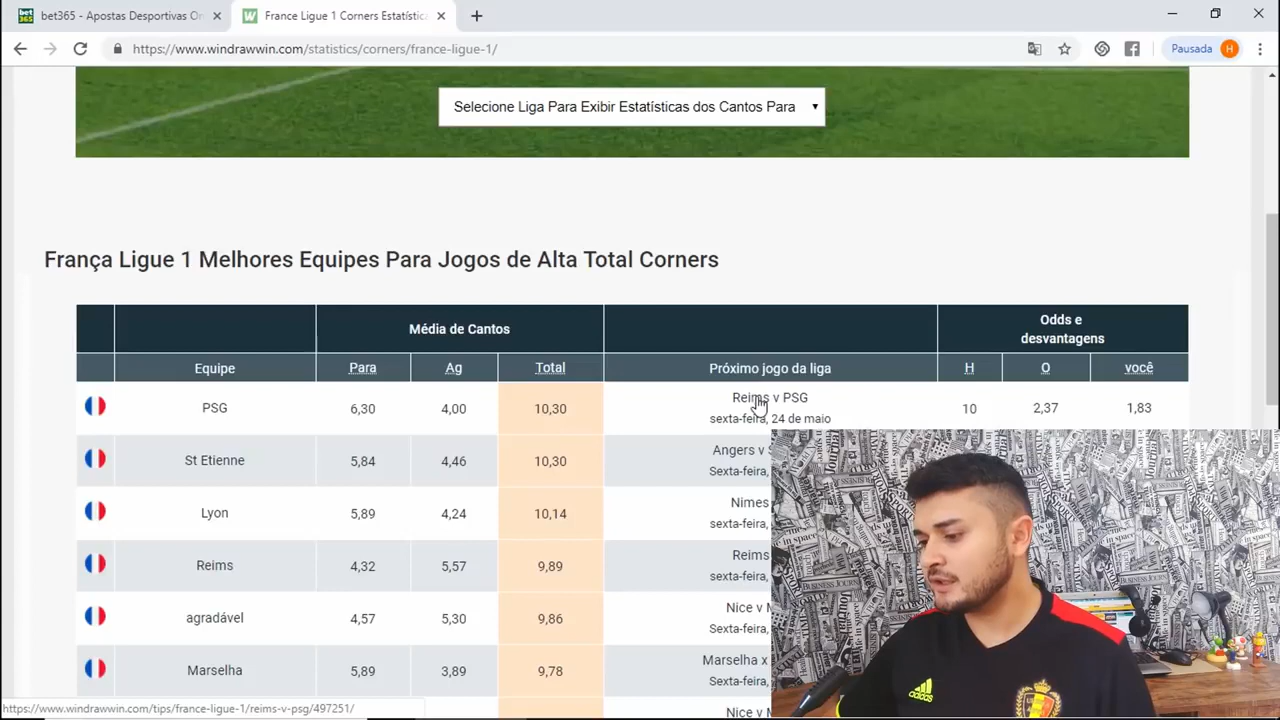 bet365 - Apostas Desportivas On
France Ligue 1 Corners Estatística
https://www.windrawwin.com/statistics/corners/france-ligue-1/
Pausada
H
Selecione Liga Para Exibir Estatísticas dos Cantos Para
França Ligue 1 Melhores Equipes Para Jogos de Alta Total Corners
Média de Cantos
Odds e
desvantagens
Equipe Para Ag Total Próximo jogo da liga H O você
PSG 6,30 4,00 10,30 Reims v PSG 10 2,37 1,83
sexta-feira, 24 de maio
St Etienne 5,84 4,46 10,30 Angers v
Sexta-feira,
Lyon 5,89 4,24 10,14 Nimes
sexta-feira,
Reims 4,32 5,57 9,89 Reims
sexta-feira,
agradável 4,57 5,30 9,86 Nice v
Sexta-feira,
Marselha 5,89 3,89 9,78 Marselha x
Sexta-feira,
Nice v
https://www.windrawwin.com/tips/france-ligue-1/reims-v-psg/497251/
adidas